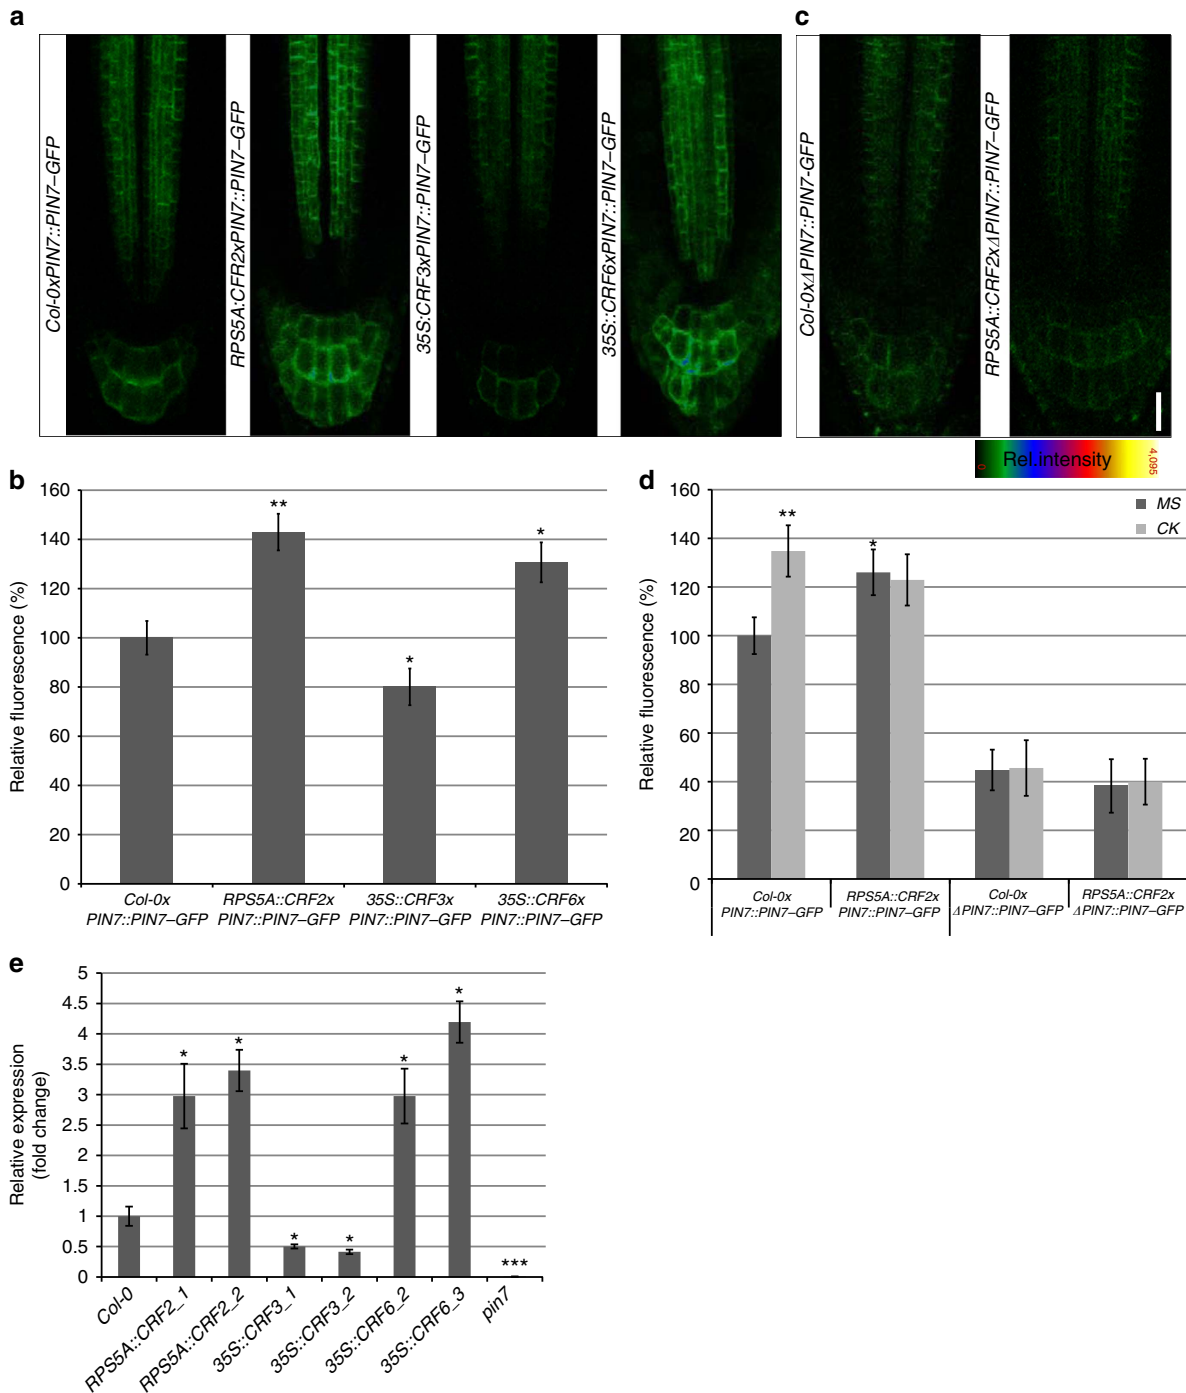 a
Col-0xPIN7::PIN7–GFP
RPS5A:CFR2xPIN7::PIN7–GFP
35S:CRF3xPIN7::PIN7–GFP
35S::CRF6xPIN7::PIN7–GFP
c
Col-0xΔPIN7::PIN7-GFP
RPS5A::CRF2xΔPIN7::PIN7–GFP
0 Rel.intensity 4,095
b
Relative fluorescence (%)
160
140
120
100
80
60
40
20
0
**
*
*
Col-0x
PIN7::PIN7–GFP
RPS5A::CRF2x
PIN7::PIN7–GFP
35S::CRF3x
PIN7::PIN7–GFP
35S::CRF6x
PIN7::PIN7–GFP
d
Relative fluorescence (%)
160
140
120
100
80
60
40
20
0
MS
CK
**
*
Col-0x
PIN7::PIN7–GFP
RPS5A::CRF2x
PIN7::PIN7–GFP
Col-0x
ΔPIN7::PIN7–GFP
RPS5A::CRF2x
ΔPIN7::PIN7–GFP
e
Relative expression
(fold change)
5
4.5
4
3.5
3
2.5
2
1.5
1
0.5
0
*
*
*
*
*
*
***
Col-0
RPS5A::CRF2_1
RPS5A::CRF2_2
35S::CRF3_1
35S::CRF3_2
35S::CRF6_2
35S::CRF6_3
pin7